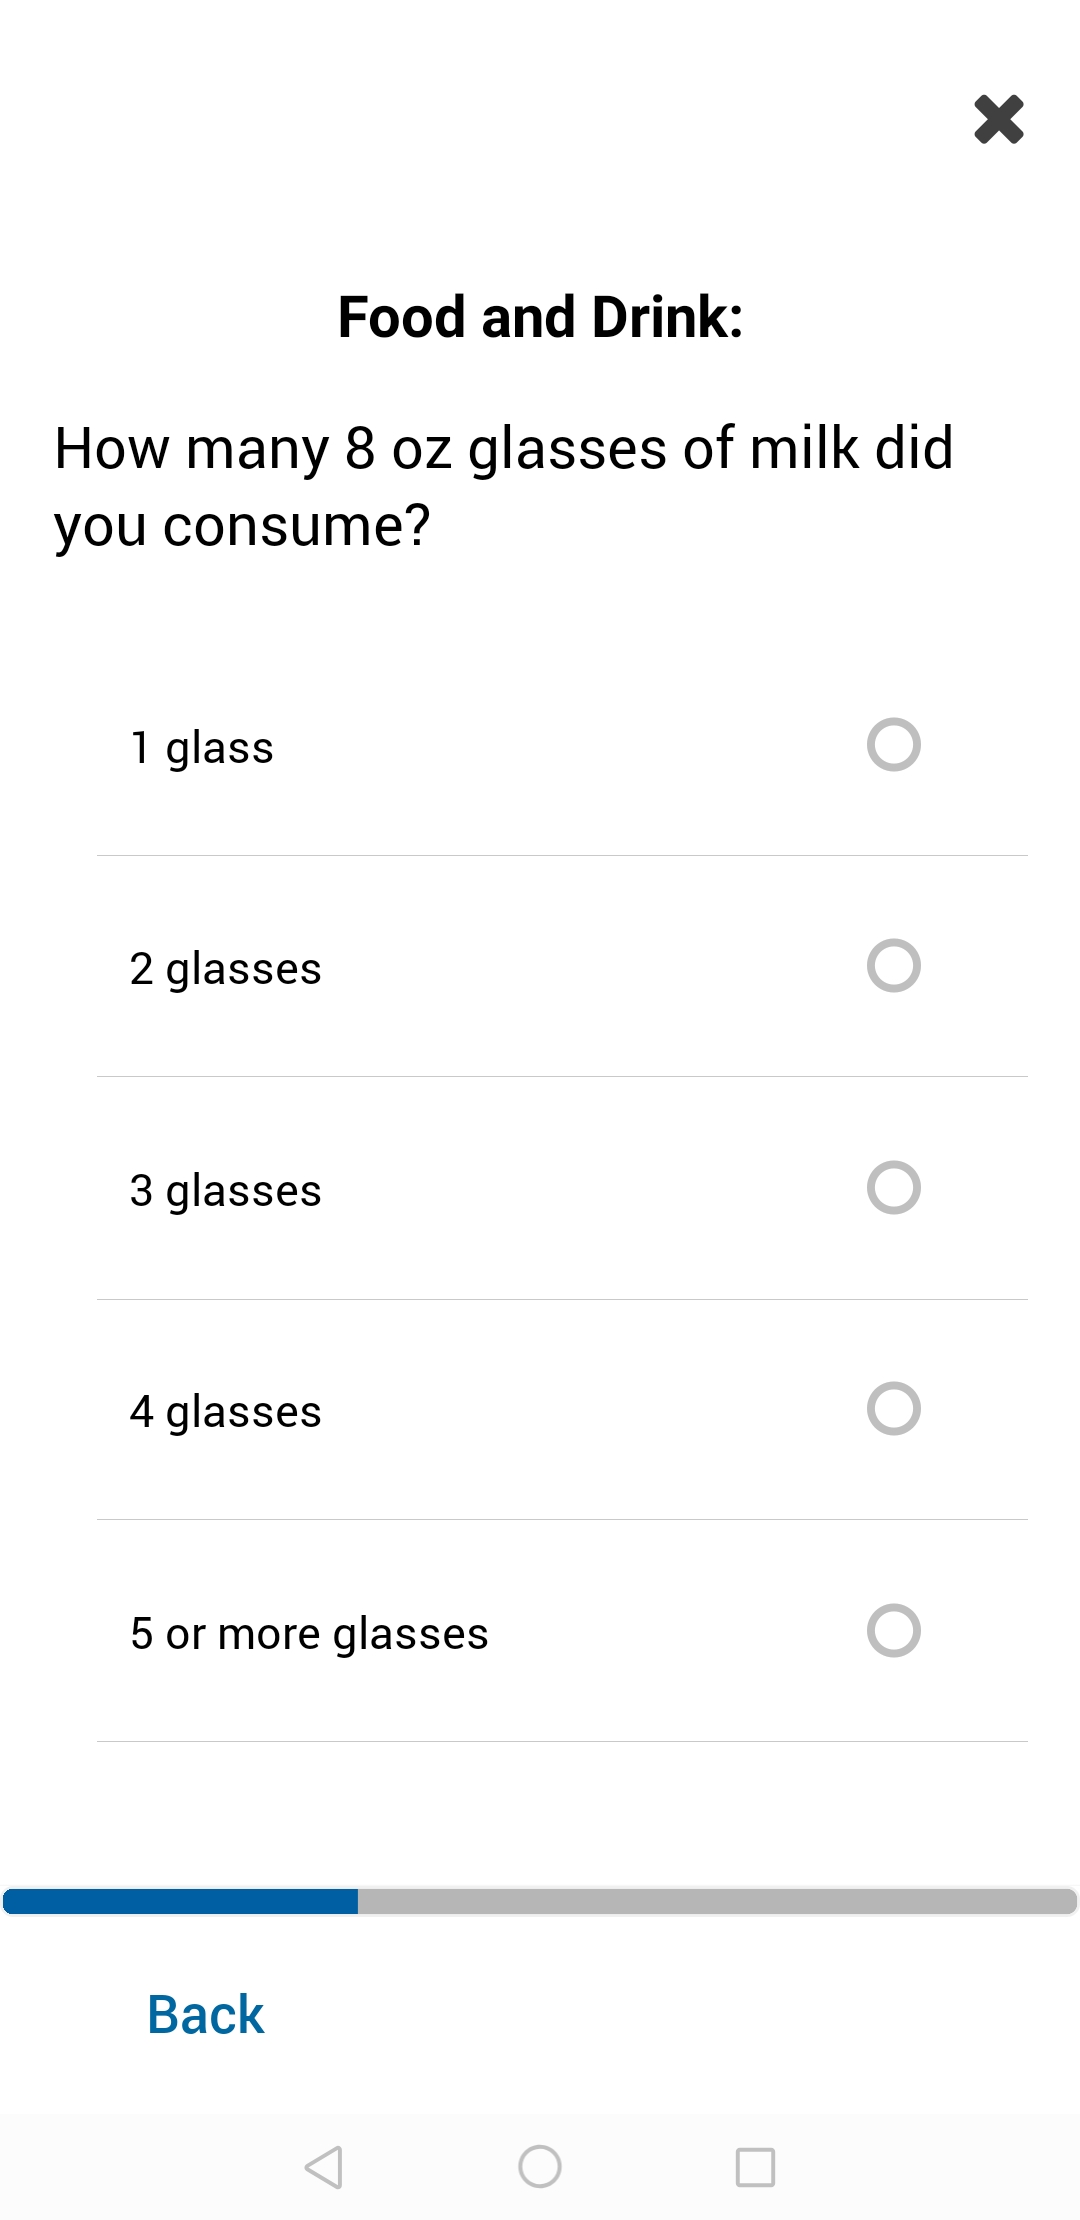 Food and Drink:
How many 8 oz glasses of milk did
you consume?
1 glass
2 glasses
3 glasses
4 glasses
5 or more glasses
Back